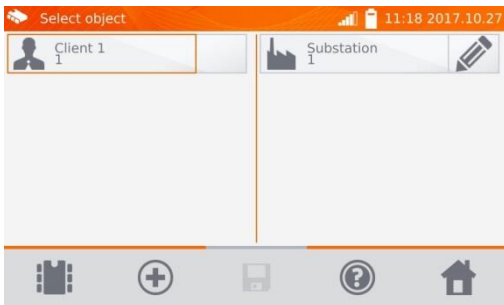 Select object
11:18 2017.10.27
Client 1
1
Substation
1